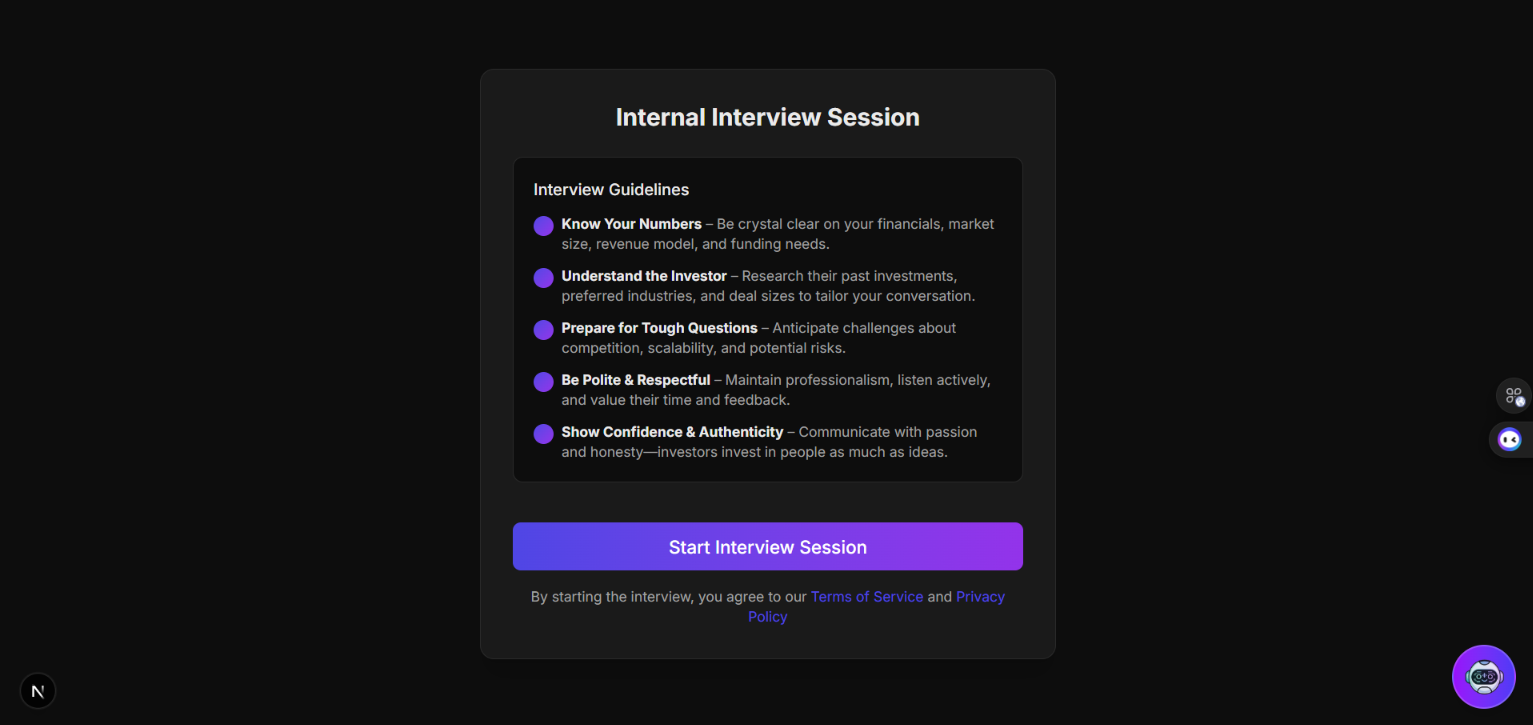 Internal Interview Session
Interview Guidelines
Know Your Numbers – Be crystal clear on your financials, market
size, revenue model, and funding needs.
Understand the Investor – Research their past investments,
preferred industries, and deal sizes to tailor your conversation.
Prepare for Tough Questions – Anticipate challenges about
competition, scalability, and potential risks.
Be Polite & Respectful – Maintain professionalism, listen actively,
and value their time and feedback.
Show Confidence & Authenticity – Communicate with passion
and honesty—investors invest in people as much as ideas.
Start Interview Session
By starting the interview, you agree to our Terms of Service and Privacy
Policy
N